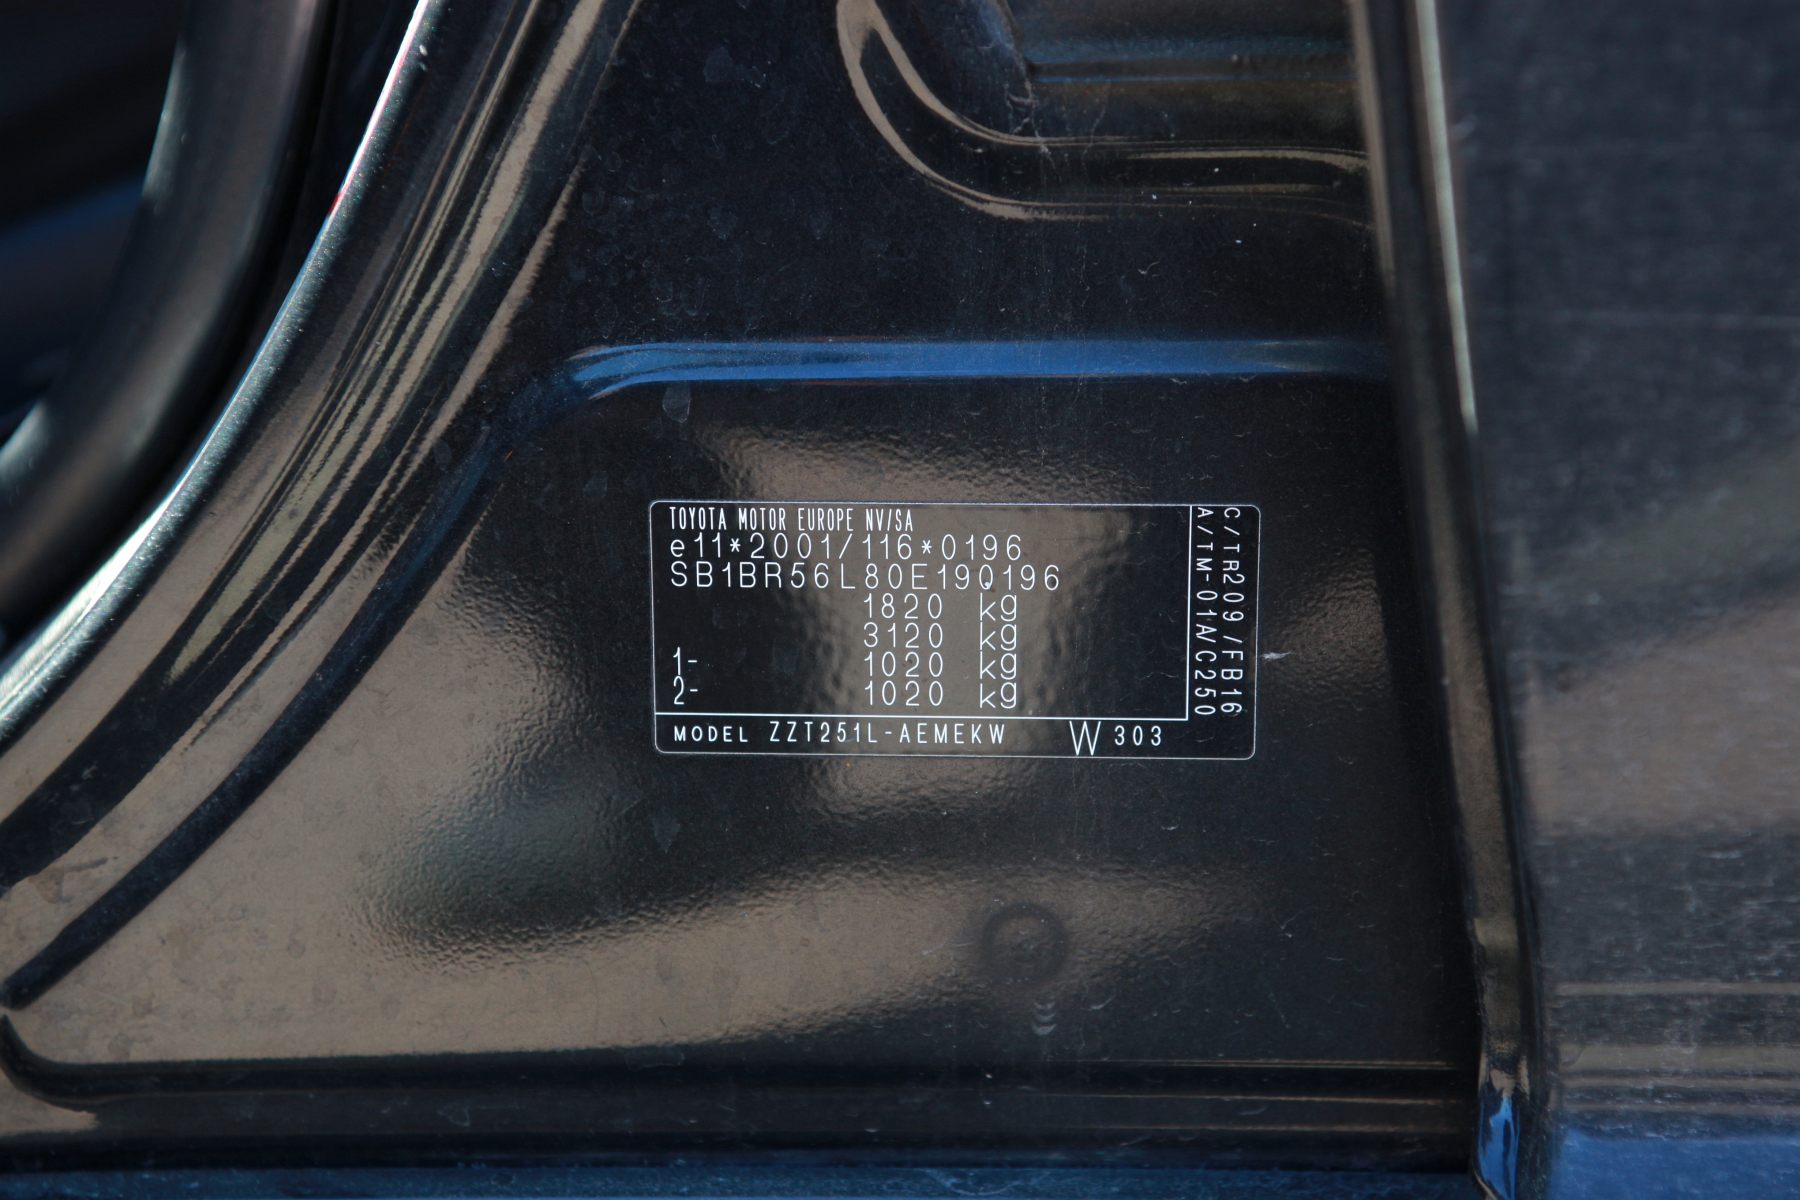 TOYOTA MOTOR EUROPE NV/SA
e11*2001/116*0196
SB1BR56L80E190196
1820 kg
3120 kg
1- 1020 kg
2- 1020 kg
MODEL ZZT251L-AEMEKW W 303
C/TR209/FB16
A/TM-01A/C250